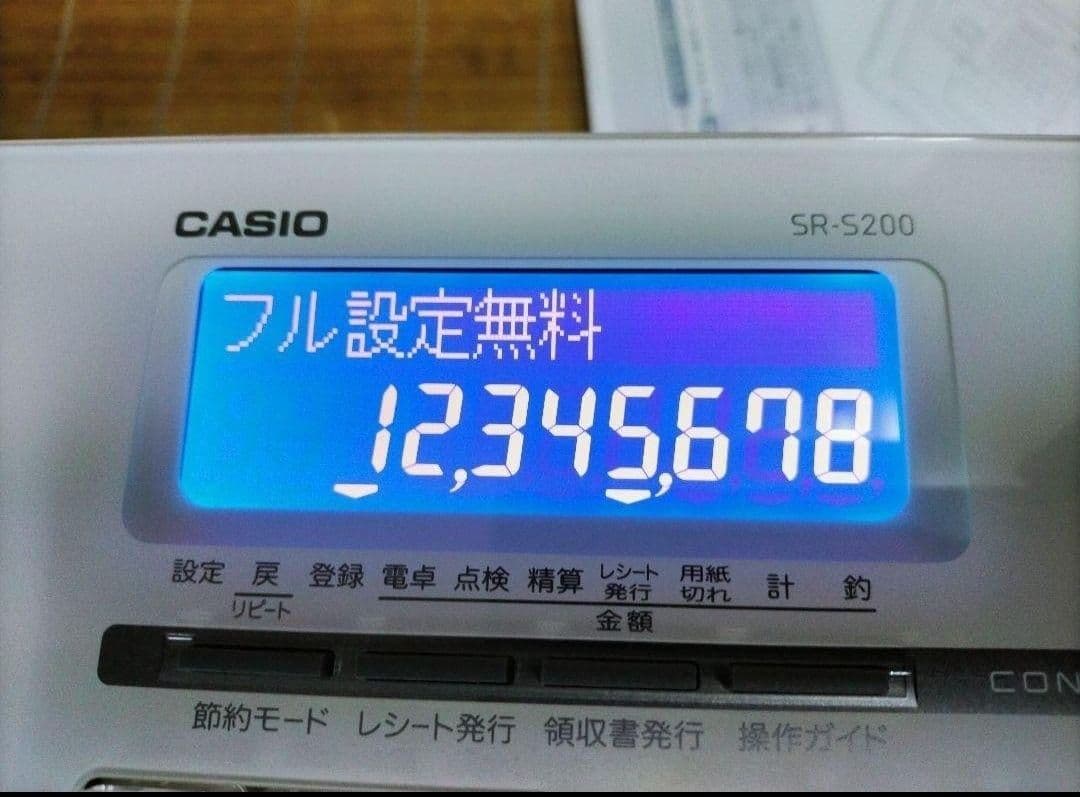 CASIO
SR-S200
フル設定無料
12,345,678
設定 戻 登録 電卓 点検 精算 レシート 用紙 計 釣
リピート 発行 切れ
金額
CON
節約モード レシート発行 領収書発行 操作ガイド